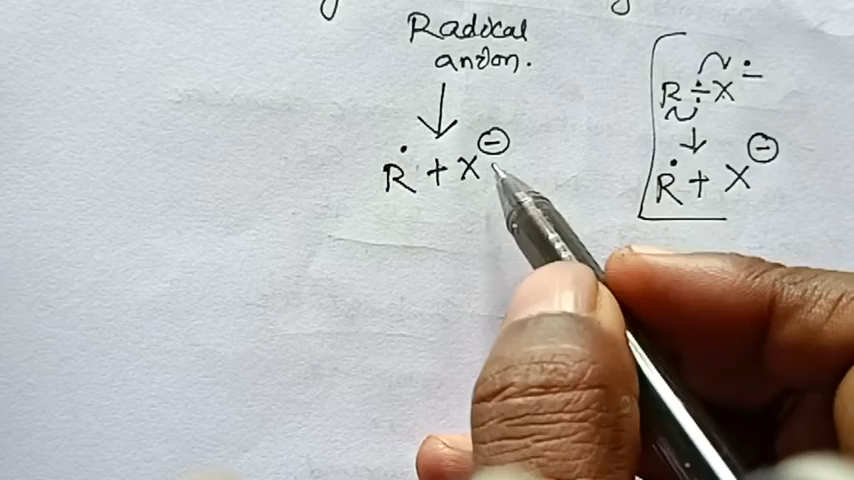 Radical
anion.
↓
Ṙ + X⊖
R ÷ X ∸
↓
Ṙ + X⊖